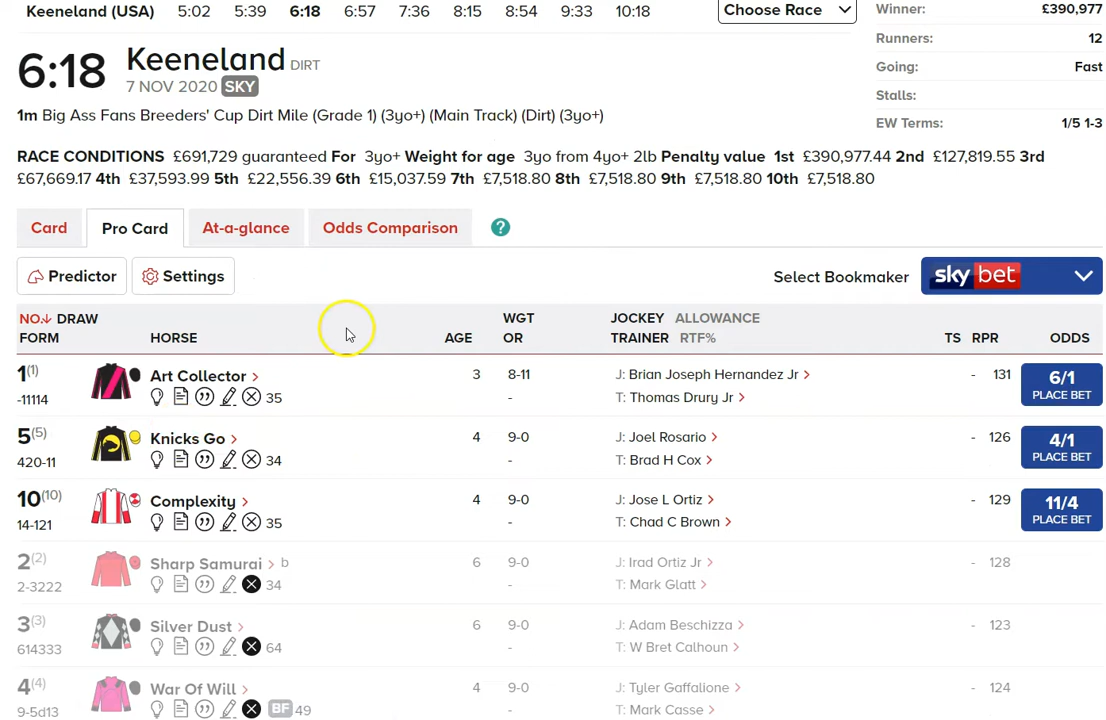 Keeneland (USA) 5:02 5:39 6:18 6:57 7:36 8:15 8:54 9:33 10:18 Choose Race
Winner: £390,977
Runners: 12
Going: Fast
Stalls:
EW Terms: 1/5 1-3
6:18 Keeneland DIRT
7 NOV 2020 SKY
1m Big Ass Fans Breeders' Cup Dirt Mile (Grade 1) (3yo+) (Main Track) (Dirt) (3yo+)
RACE CONDITIONS £691,729 guaranteed For 3yo+ Weight for age 3yo from 4yo+ 2lb Penalty value 1st £390,977.44 2nd £127,819.55 3rd
£67,669.17 4th £37,593.99 5th £22,556.39 6th £15,037.59 7th £7,518.80 8th £7,518.80 9th £7,518.80 10th £7,518.80
Card Pro Card At-a-glance Odds Comparison ?
Predictor Settings Select Bookmaker sky bet
NO. DRAW WGT JOCKEY ALLOWANCE
FORM HORSE AGE OR TRAINER RTF% TS RPR ODDS
1(1) Art Collector 3 8-11 J: Brian Joseph Hernandez Jr - 131 6/1
-11114 35 - T: Thomas Drury Jr PLACE BET
5(5) Knicks Go 4 9-0 J: Joel Rosario - 126 4/1
420-11 34 - T: Brad H Cox PLACE BET
10(10) Complexity 4 9-0 J: Jose L Ortiz - 129 11/4
14-121 35 - T: Chad C Brown PLACE BET
2(2) Sharp Samurai b 6 9-0 J: Irad Ortiz Jr - 128
2-3222 34 - T: Mark Glatt
3(3) Silver Dust 6 9-0 J: Adam Beschizza - 123
614333 64 - T: W Bret Calhoun
4(4) War Of Will 4 9-0 J: Tyler Gaffalione - 124
9-5d13 BF 49 - T: Mark Casse